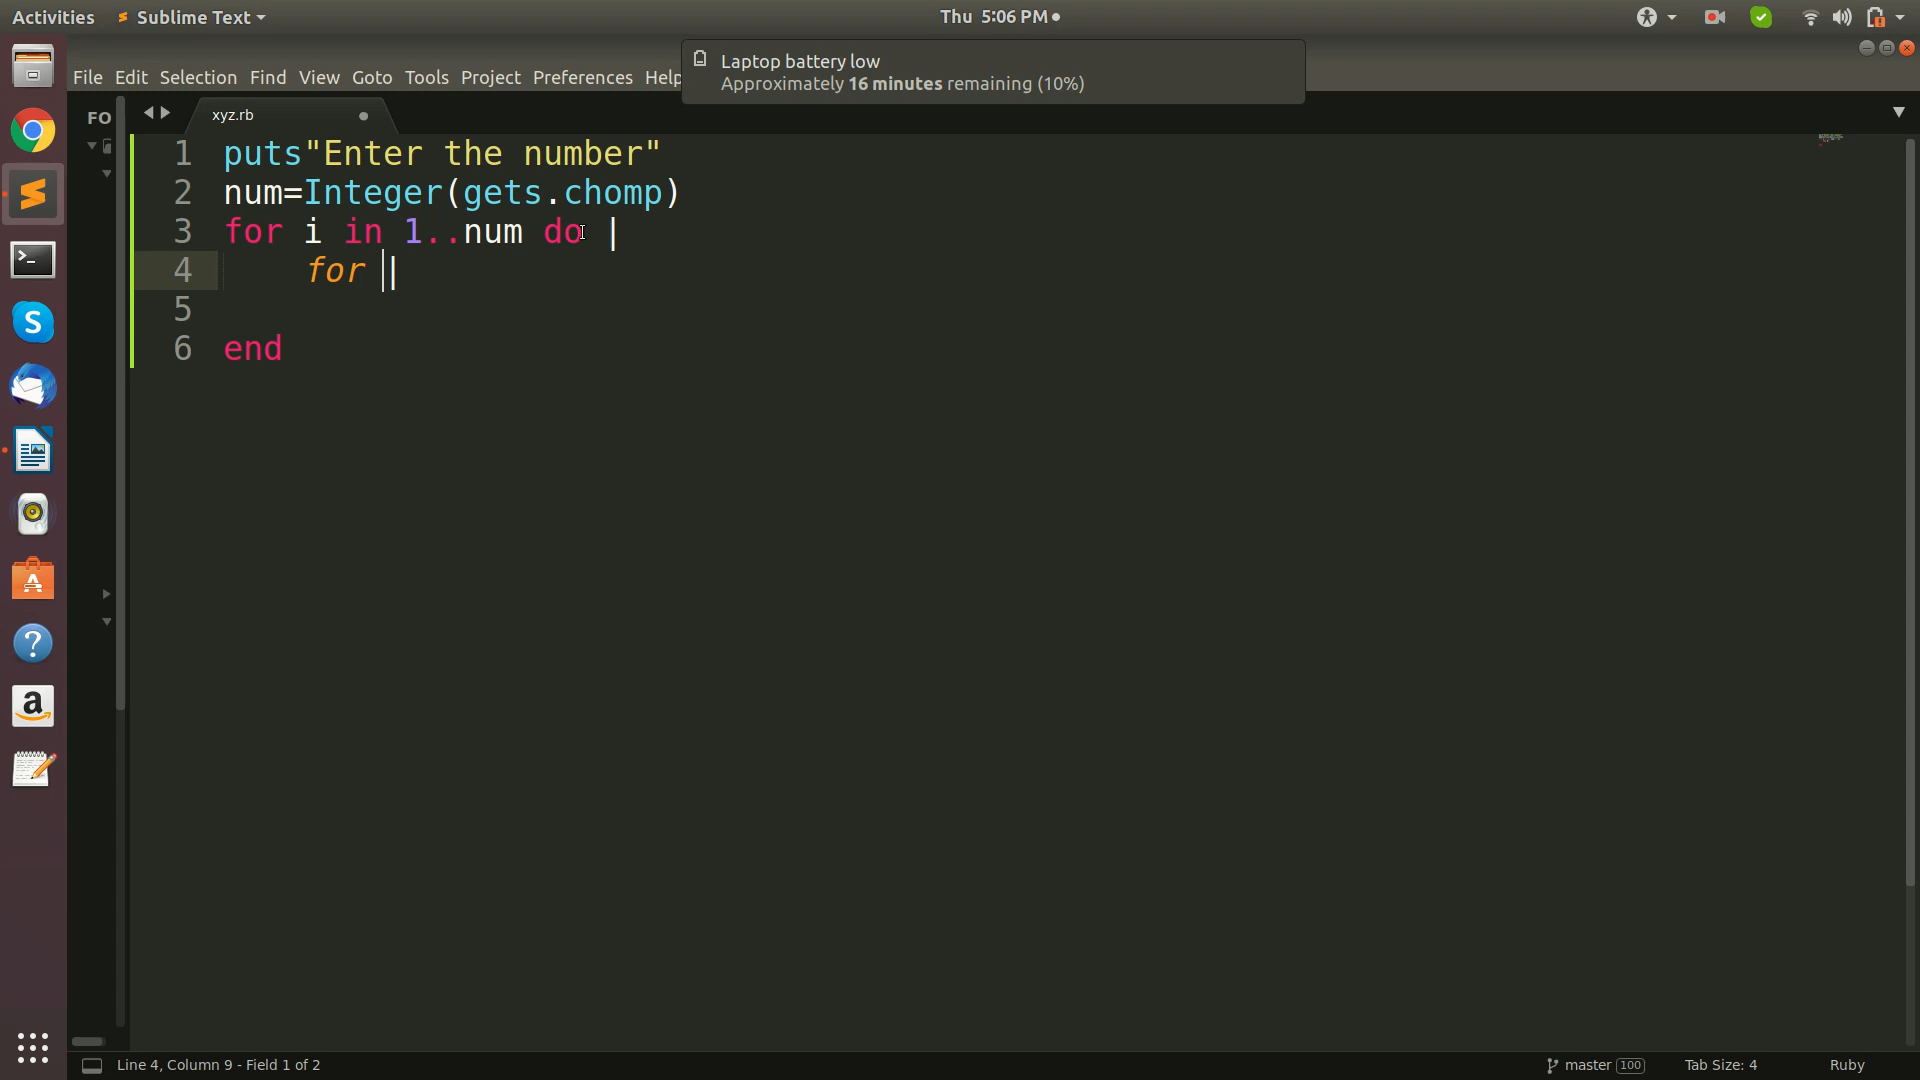 Activities Sublime Text Thu 5:06 PM
Laptop battery low
Approximately 16 minutes remaining (10%)
File Edit Selection Find View Goto Tools Project Preferences Help
FO xyz.rb
1 puts"Enter the number"
2 num=Integer(gets.chomp)
3 for i in 1..num do |
4 for |
5
6 end
Line 4, Column 9 - Field 1 of 2 master 100 Tab Size: 4 Ruby